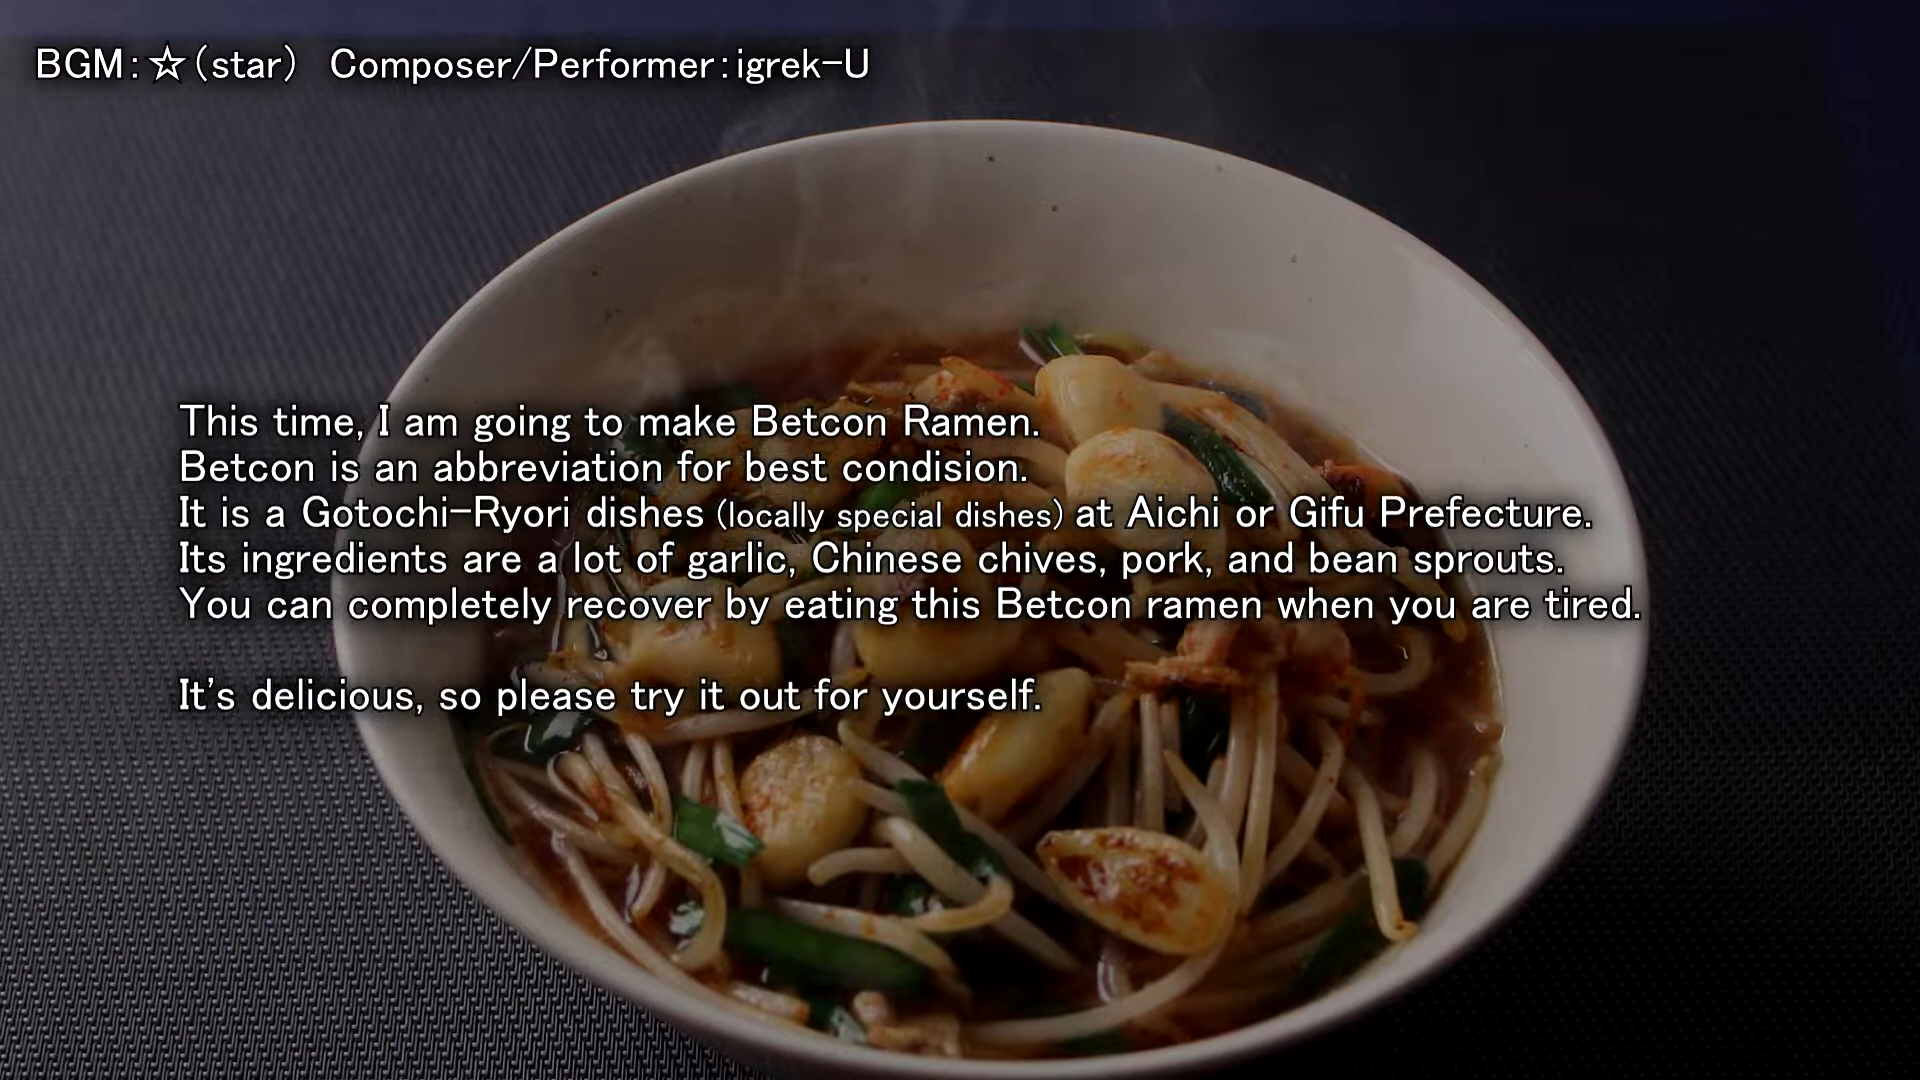 BGM:☆(star) Composer/Performer:igrek-U
This time, I am going to make Betcon Ramen.
Betcon is an abbreviation for best condision.
It is a Gotochi-Ryori dishes (locally special dishes) at Aichi or Gifu Prefecture.
Its ingredients are a lot of garlic, Chinese chives, pork, and bean sprouts.
You can completely recover by eating this Betcon ramen when you are tired.
It's delicious, so please try it out for yourself.